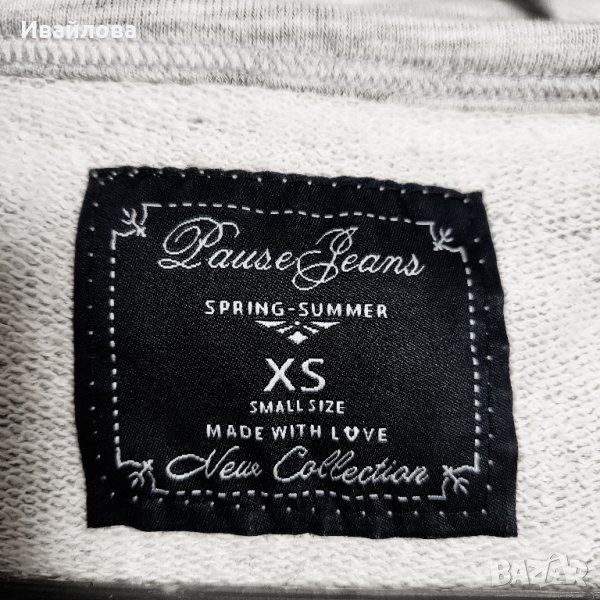 Ивайлова
Pause Jeans
SPRING-SUMMER
XS
SMALL SIZE
MADE WITH LOVE
New Collection
BAZAR